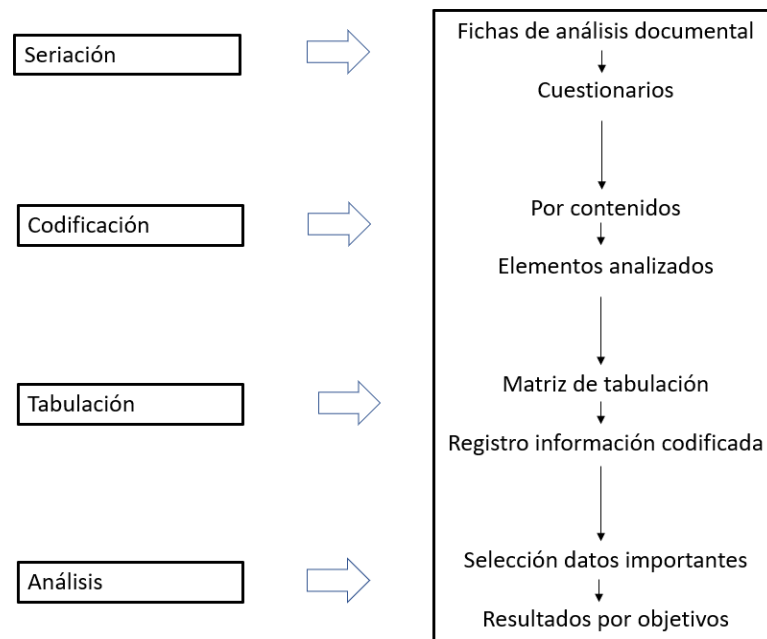 Seriación
Fichas de análisis documental
Cuestionarios
Codificación
Por contenidos
Elementos analizados
Tabulación
Matriz de tabulación
Registro información codificada
Análisis
Selección datos importantes
Resultados por objetivos